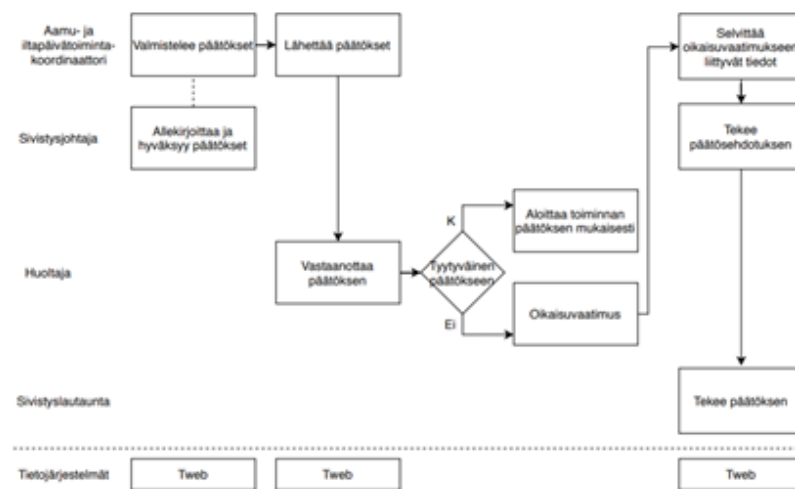 Aamu- ja
iltapäivätoiminta-
koordinaattori
Valmistelee päätökset
Lähettää päätökset
Selvittää
oikaisuvaatimukseen
liittyvät tiedot
Sivistysjohtaja
Allekirjoittaa ja
hyväksyy päätökset
Tekee
päätösehdotuksen
K
Aloittaa toiminnan
päätöksen mukaisesti
Huoltaja
Vastaanottaa
päätöksen
Tyytyväinen
päätökseen
Ei
Oikaisuvaatimus
Sivistyslautaunta
Tekee päätöksen
Tietojärjestelmät
Tweb
Tweb
Tweb